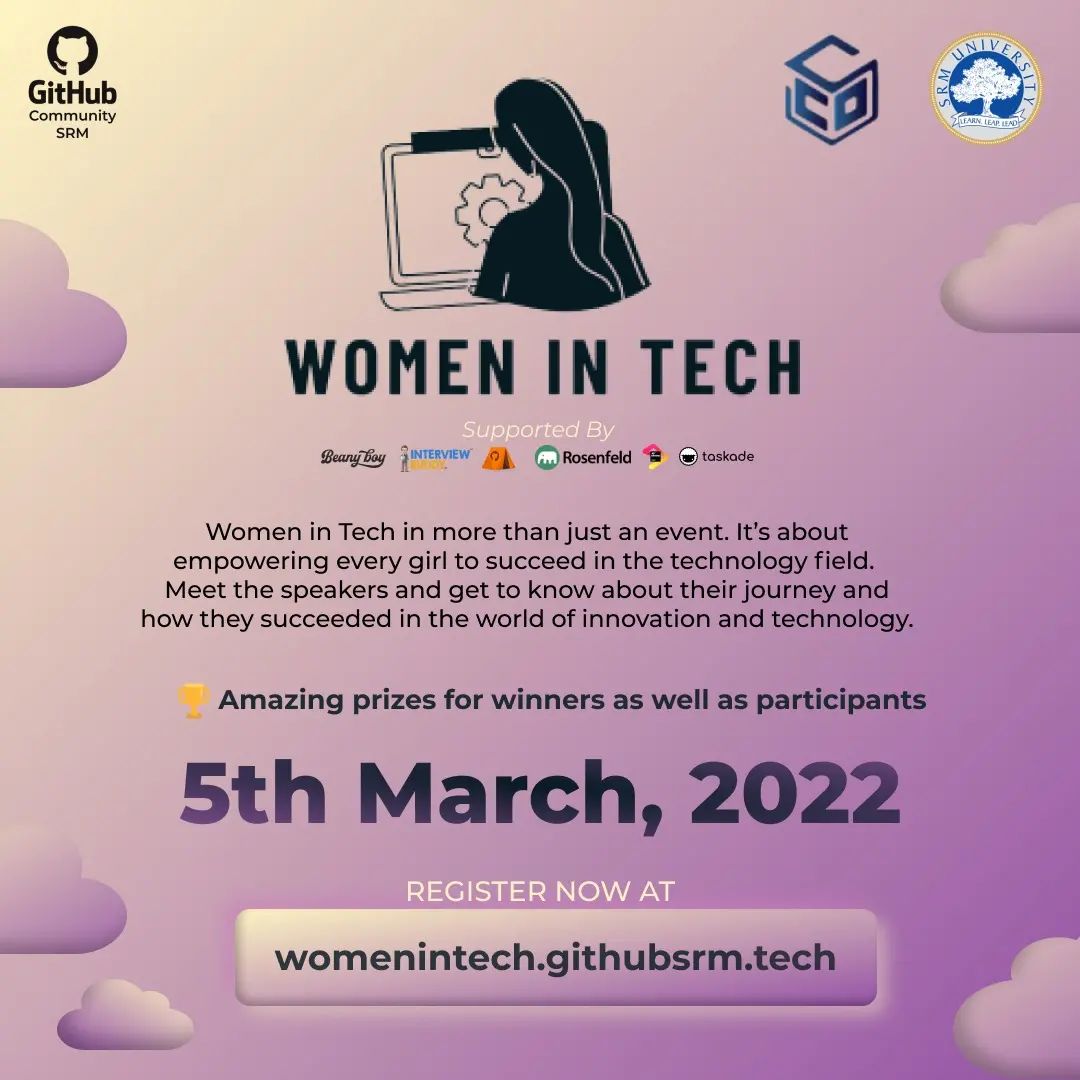 GitHub
Community
SRM
SRM UNIVERSITY
LEARN. LEAP. LEAD
WOMEN IN TECH
Supported By
Beany Boy
INTERVIEW
BUDDY
Rosenfeld
taskade
Women in Tech in more than just an event. It’s about
empowering every girl to succeed in the technology field.
Meet the speakers and get to know about their journey and
how they succeeded in the world of innovation and technology.
Amazing prizes for winners as well as participants
5th March, 2022
REGISTER NOW AT
womenintech.githubsrm.tech